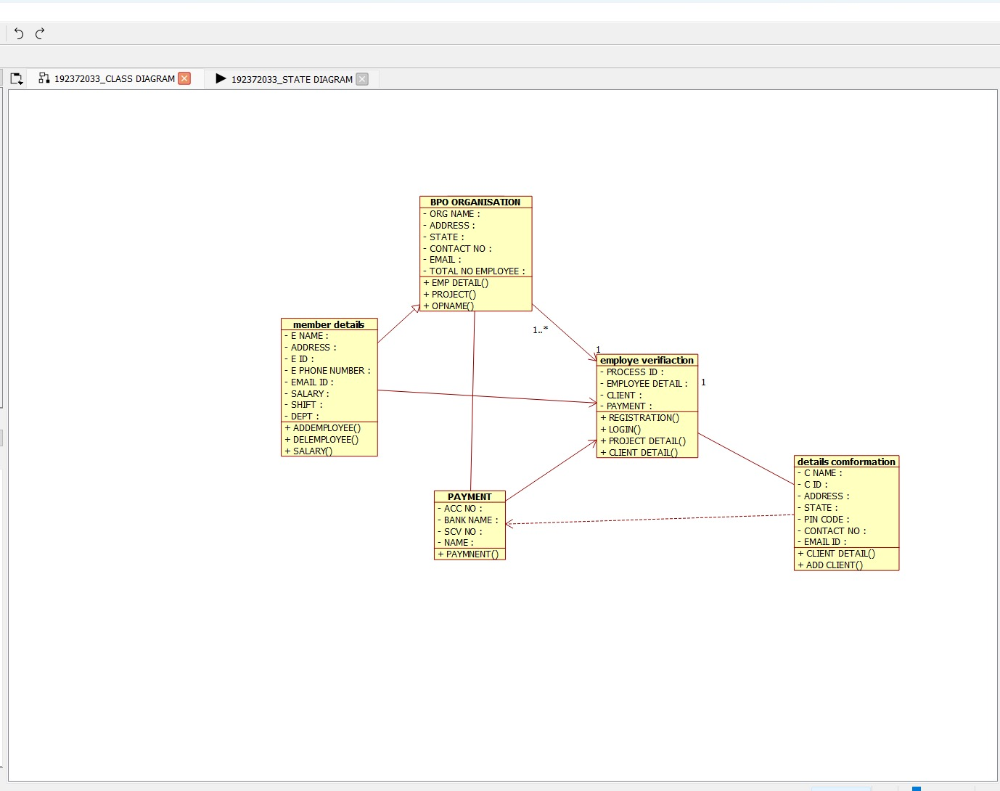 192372033_CLASS DIAGRAM
192372033_STATE DIAGRAM
BPO ORGANISATION
- ORG NAME :
- ADDRESS :
- STATE :
- CONTACT NO :
- EMAIL :
- TOTAL NO EMPLOYEE :
+ EMP DETAIL()
+ PROJECT()
+ OPNAME()
member details
- E NAME :
- ADDRESS :
- E ID :
- E PHONE NUMBER :
- EMAIL ID :
- SALARY :
- SHIFT :
- DEPT :
+ ADDEMPLOYEE()
+ DELEMPLOYEE()
+ SALARY()
1..*
1
employe verifiaction
- PROCESS ID :
- EMPLOYEE DETAIL :
- CLIENT :
- PAYMENT :
+ REGISTRATION()
+ LOGIN()
+ PROJECT DETAIL()
+ CLIENT DETAIL()
1
PAYMENT
- ACC NO :
- BANK NAME :
- SCV NO :
- NAME :
+ PAYMNENT()
details comformation
- C NAME :
- C ID :
- ADDRESS :
- STATE :
- PIN CODE :
- CONTACT NO :
- EMAIL ID :
+ CLIENT DETAIL()
+ ADD CLIENT()